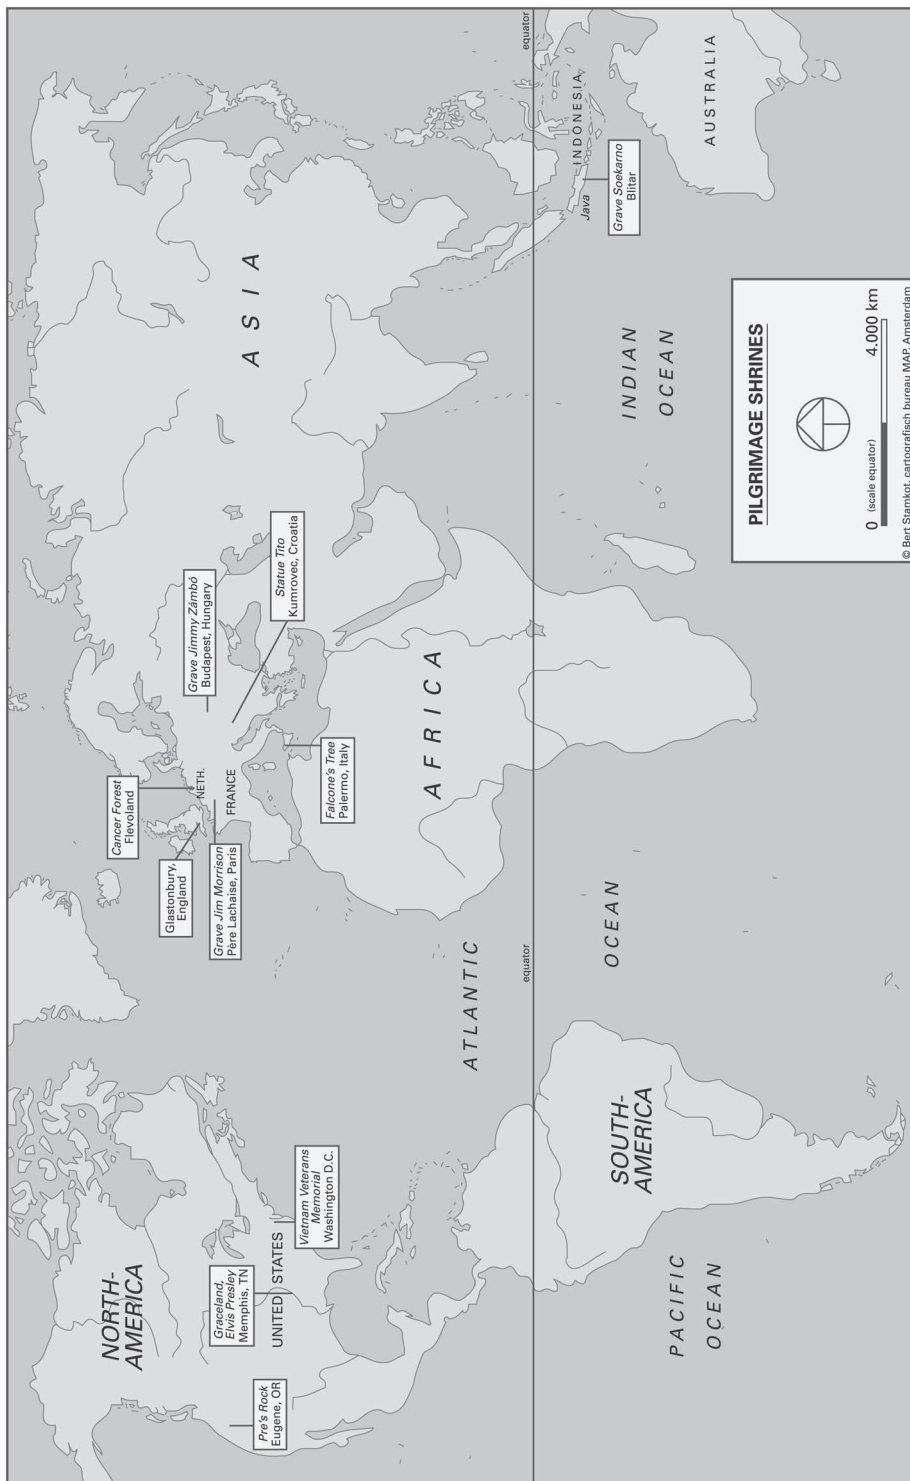 NORTH-
AMERICA
Pre's Rock
Eugene, OR
Graceland,
Elvis Presley
Memphis, TN
UNITED STATES
Vietnam Veterans
Memorial
Washington D.C.
PACIFIC
OCEAN
SOUTH-
AMERICA
ATLANTIC
OCEAN
equator
Glastonbury,
England
Cancer Forest
Flevoland
Grave Jim Morrison
Père Lachaise, Paris
NETH.
FRANCE
Grave Jimmy Zámbó
Budapest, Hungary
Statue Tito
Kumrovec, Croatia
Falcone's Tree
Palermo, Italy
AFRICA
ASIA
INDIAN
OCEAN
equator
INDONESIA
Java
Grave Soekarno
Blitar
AUSTRALIA
PILGRIMAGE SHRINES
0 (scale equator) 4.000 km
© Bert Stamkot, cartografisch bureau MAP, Amsterdam